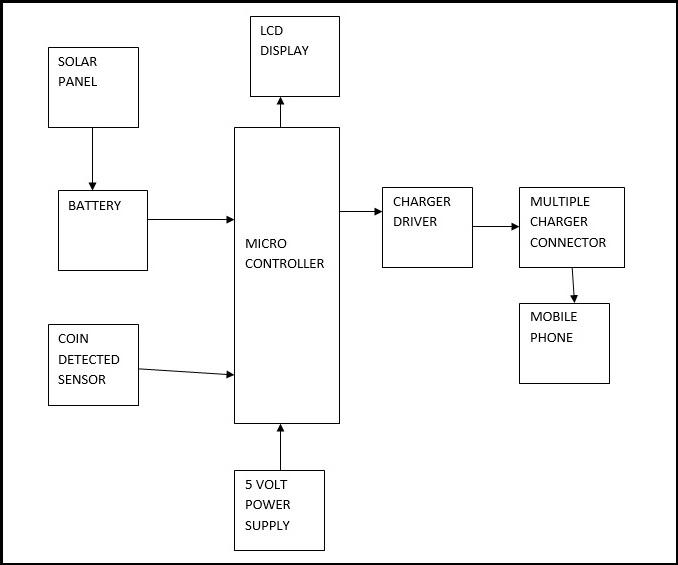 LCD
DISPLAY
SOLAR
PANEL
BATTERY
MICRO
CONTROLLER
CHARGER
DRIVER
MULTIPLE
CHARGER
CONNECTOR
MOBILE
PHONE
COIN
DETECTED
SENSOR
5 VOLT
POWER
SUPPLY